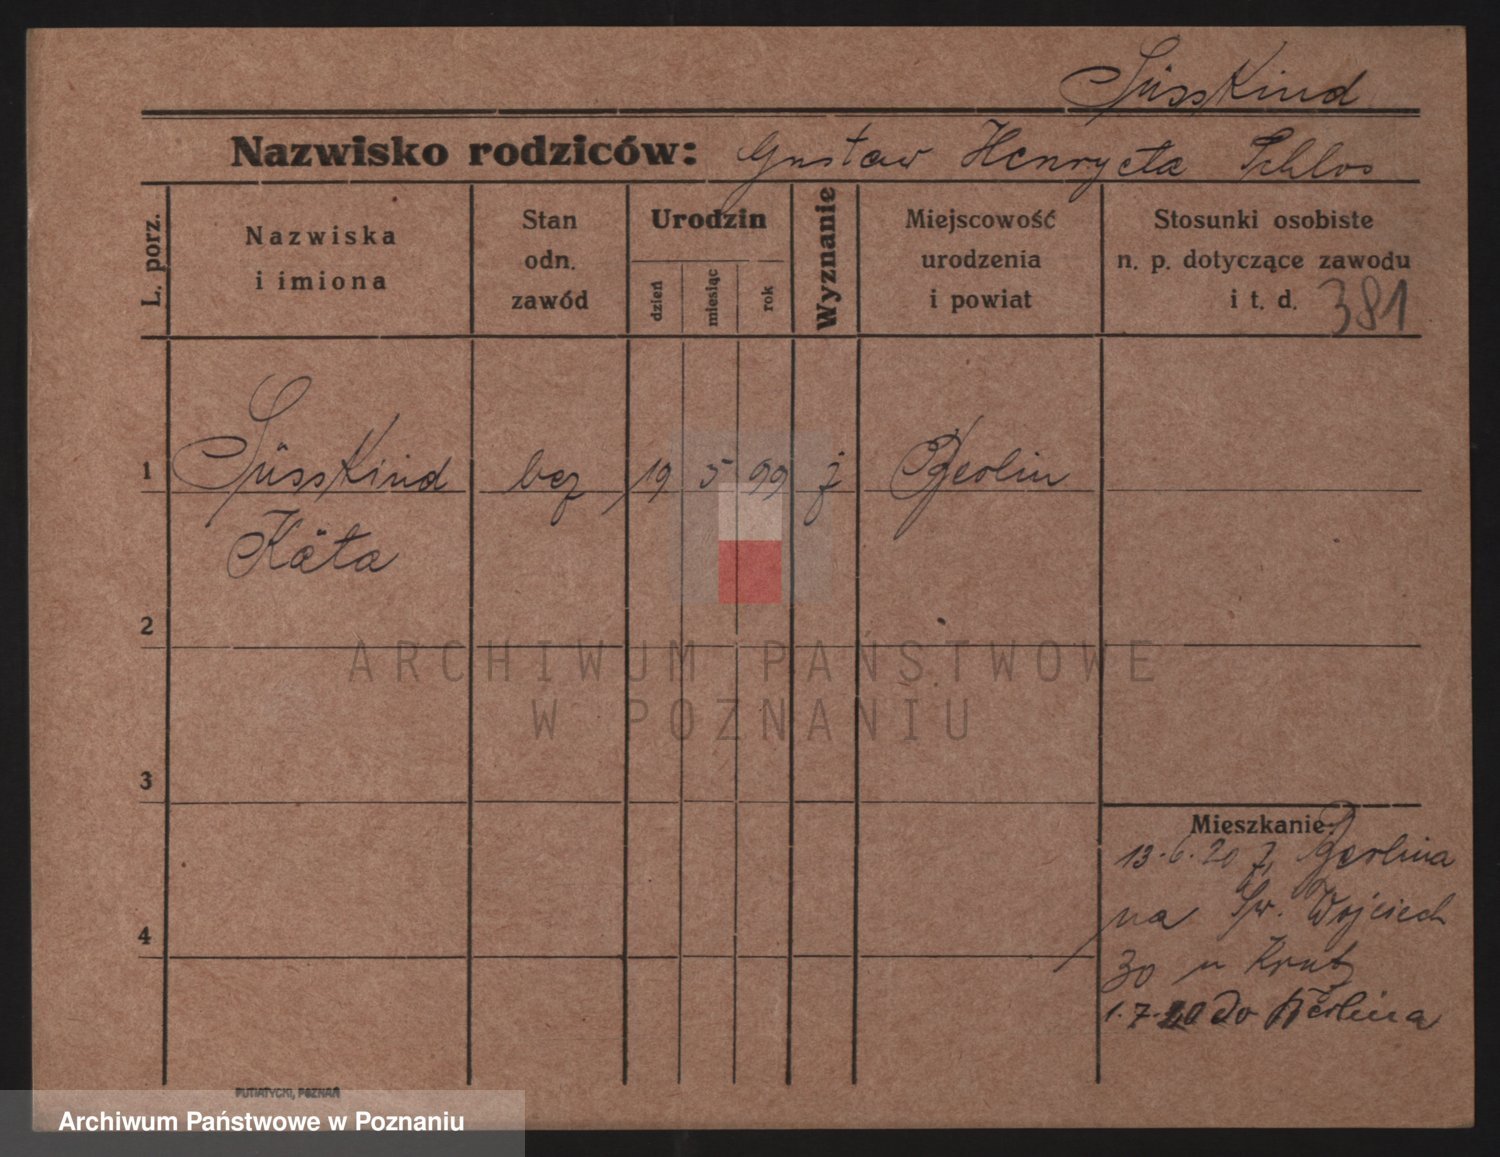 Süsskind
Nazwisko rodziców: Gustaw Henryeta Schlos
L. porz.
Nazwiska
i imiona
Stan
odn.
zawód
Urodzin
dzień
miesiąc
rok
Wyznanie
Miejscowość
urodzenia
i powiat
Stosunki osobiste
n. p. dotyczące zawodu
i t. d. 381
1 Süsskind bez 19 5 99 j Berlin
Käta
2
3
4
ARCHIWUM PAŃSTWOWE
W POZNANIU
Mieszkanie:
13.6.20 z Berlina
na Św. Wojciech
30 u
1.7.20 do Berlina
PUTIATYCKI, POZNAŃ
Archiwum Państwowe w Poznaniu